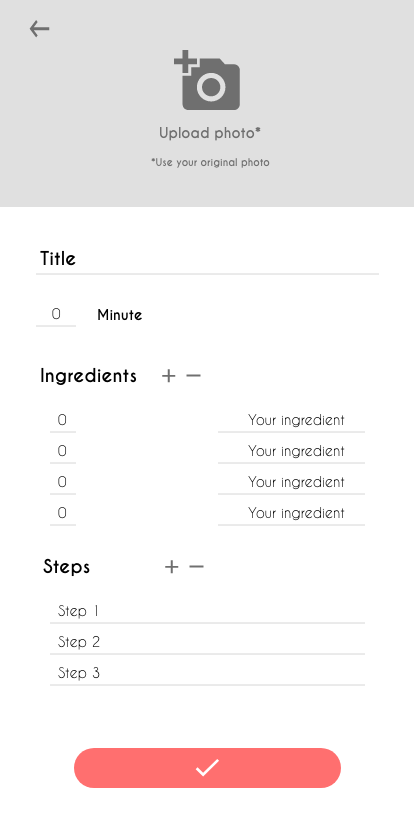 Upload photo*
*Use your original photo
Title
0 Minute
Ingredients + −
0 Your ingredient
0 Your ingredient
0 Your ingredient
0 Your ingredient
Steps + −
Step 1
Step 2
Step 3